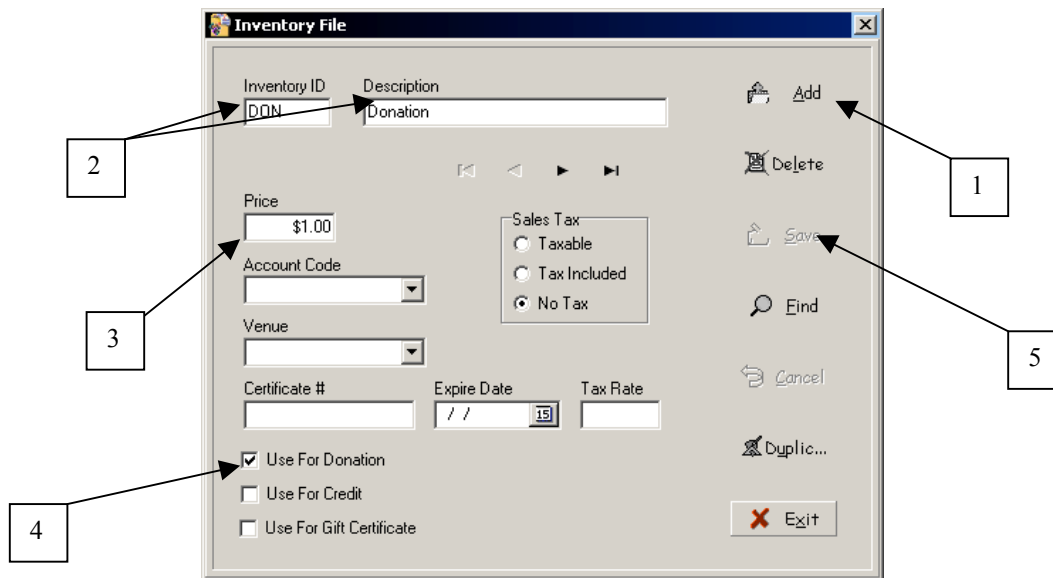 Inventory File
Inventory ID Description
DON Donation
Add
2
Delete
1
Price
$1.00
Sales Tax
Taxable
Save
3
Account Code
Tax Included
No Tax
Find
Venue
5
Certificate # Expire Date Tax Rate
/ / 15
Cancel
Use For Donation
Duplic...
4
Use For Credit
Use For Gift Certificate
Exit